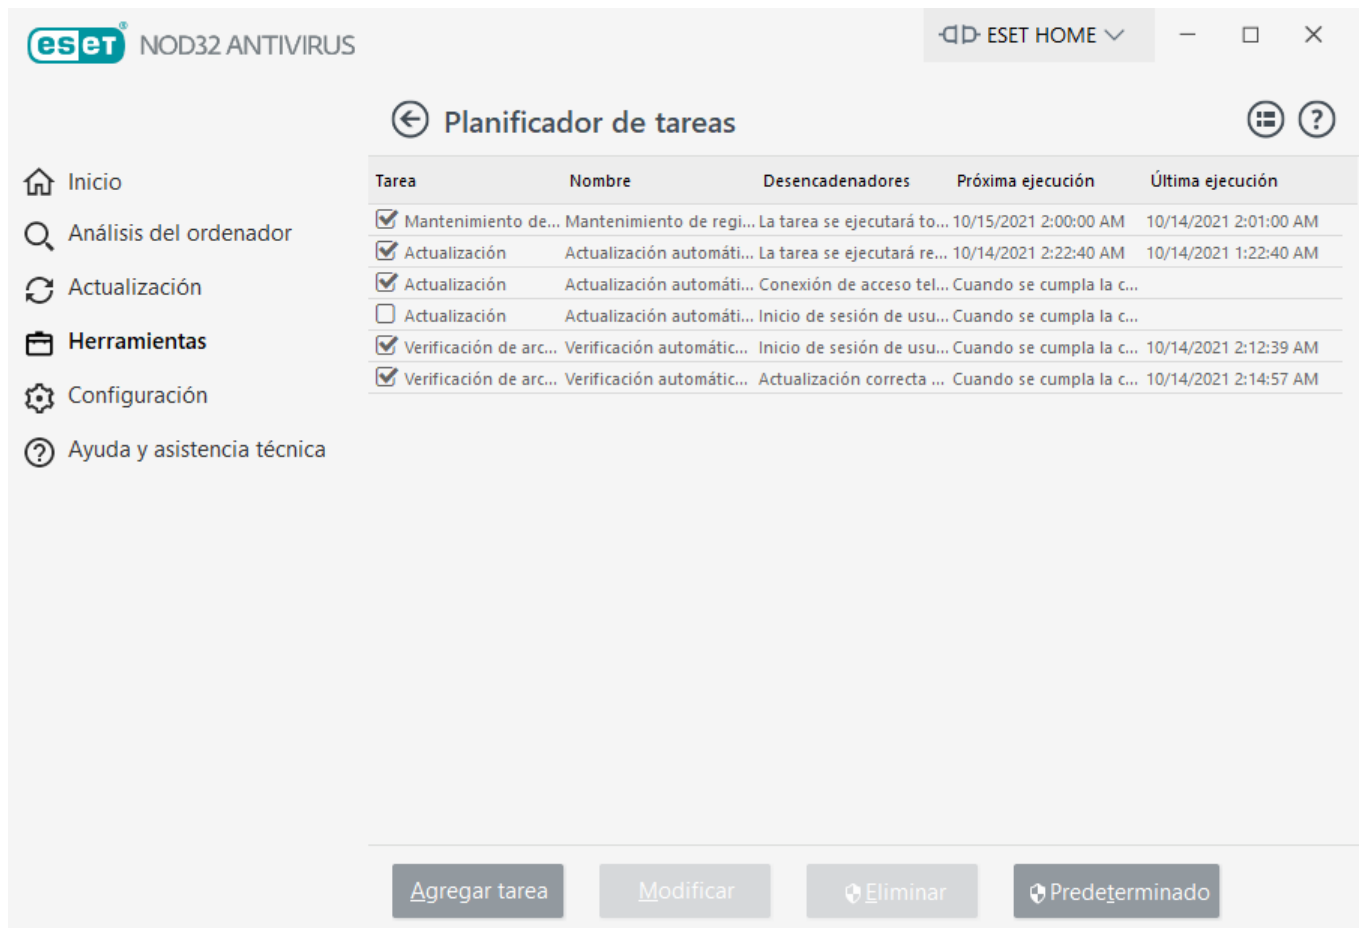 eset® NOD32 ANTIVIRUS
ESET HOME
Planificador de tareas
?
Inicio
Análisis del ordenador
Actualización
Herramientas
Configuración
Ayuda y asistencia técnica
Tarea Nombre Desencadenadores Próxima ejecución Última ejecución
Mantenimiento de... Mantenimiento de regi... La tarea se ejecutará to... 10/15/2021 2:00:00 AM 10/14/2021 2:01:00 AM
Actualización Actualización automáti... La tarea se ejecutará re... 10/14/2021 2:22:40 AM 10/14/2021 1:22:40 AM
Actualización Actualización automáti... Conexión de acceso tel... Cuando se cumpla la c...
Actualización Actualización automáti... Inicio de sesión de usu... Cuando se cumpla la c...
Verificación de arc... Verificación automátic... Inicio de sesión de usu... Cuando se cumpla la c... 10/14/2021 2:12:39 AM
Verificación de arc... Verificación automátic... Actualización correcta ... Cuando se cumpla la c... 10/14/2021 2:14:57 AM
Agregar tarea Modificar Eliminar Predeterminado